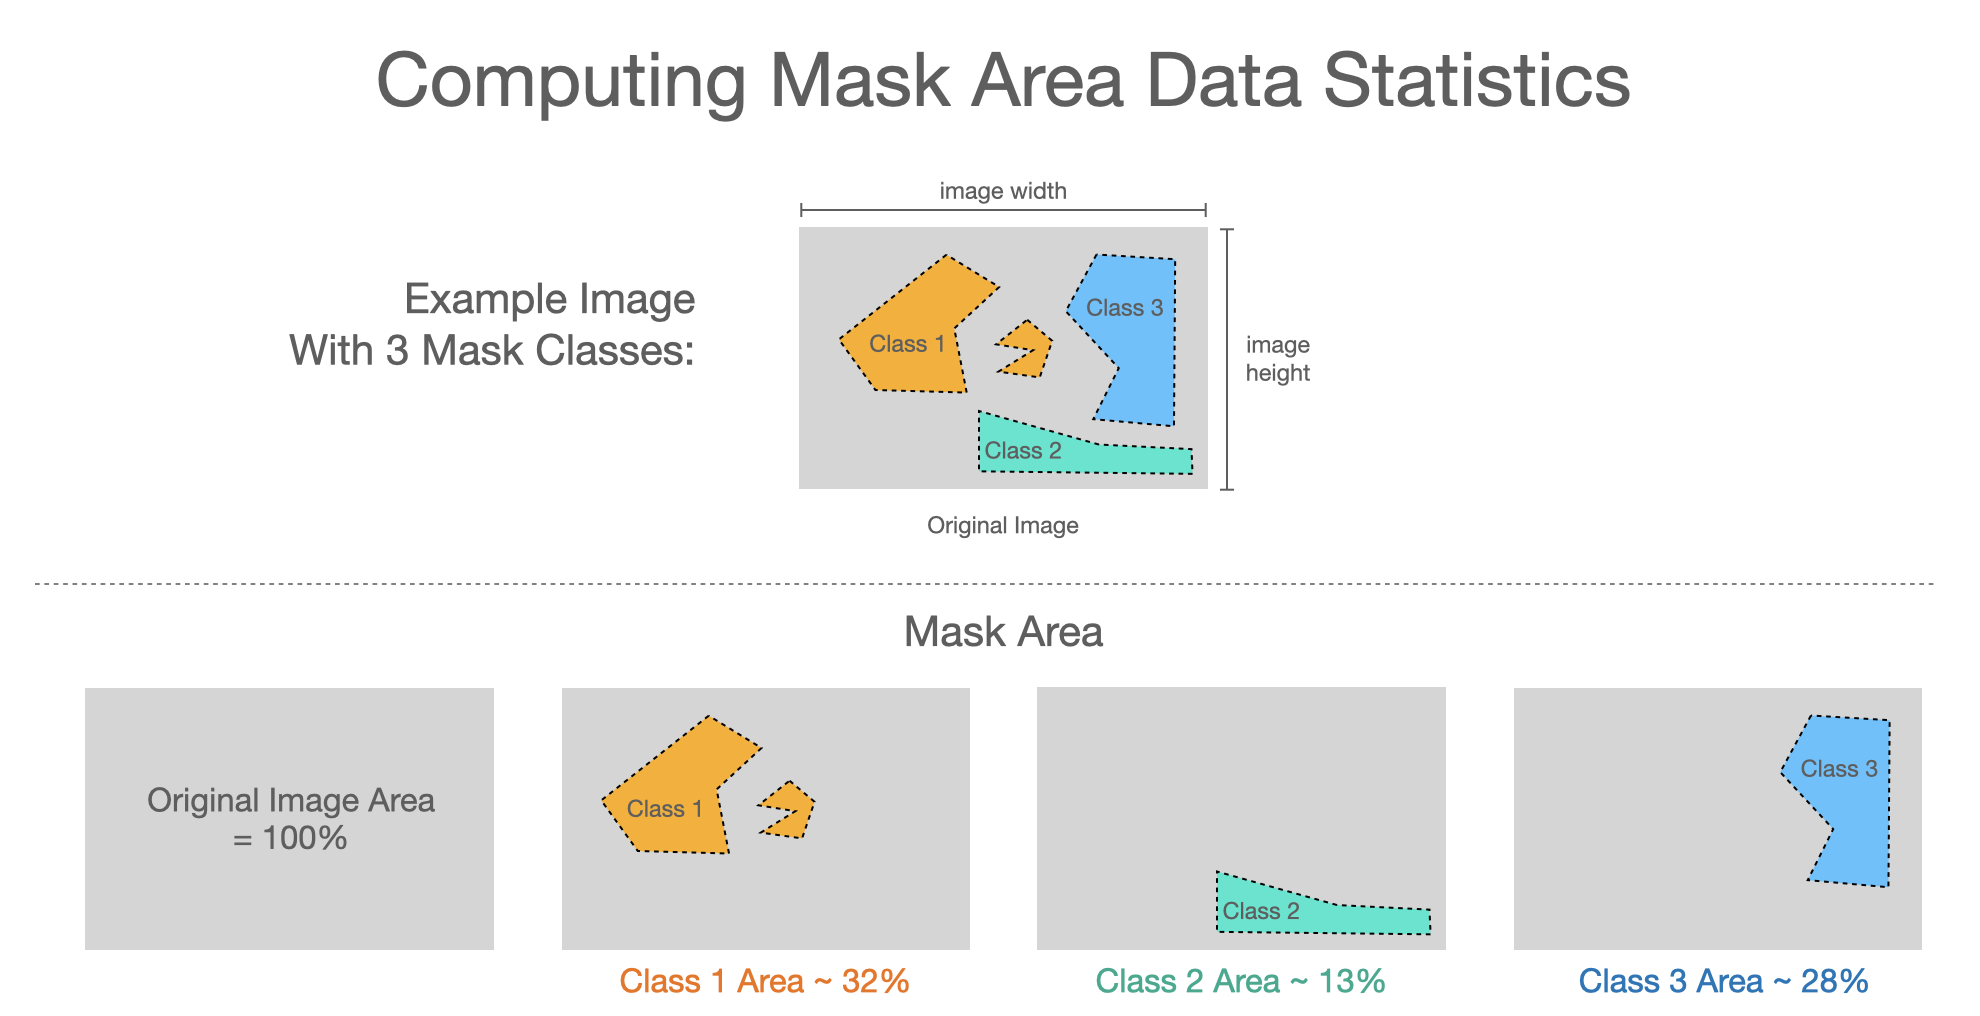 Computing Mask Area Data Statistics
image width
Example Image
With 3 Mask Classes:
Class 1
Class 3
Class 2
image
height
Original Image
Mask Area
Original Image Area
= 100%
Class 1
Class 2
Class 3
Class 1 Area ~ 32%
Class 2 Area ~ 13%
Class 3 Area ~ 28%